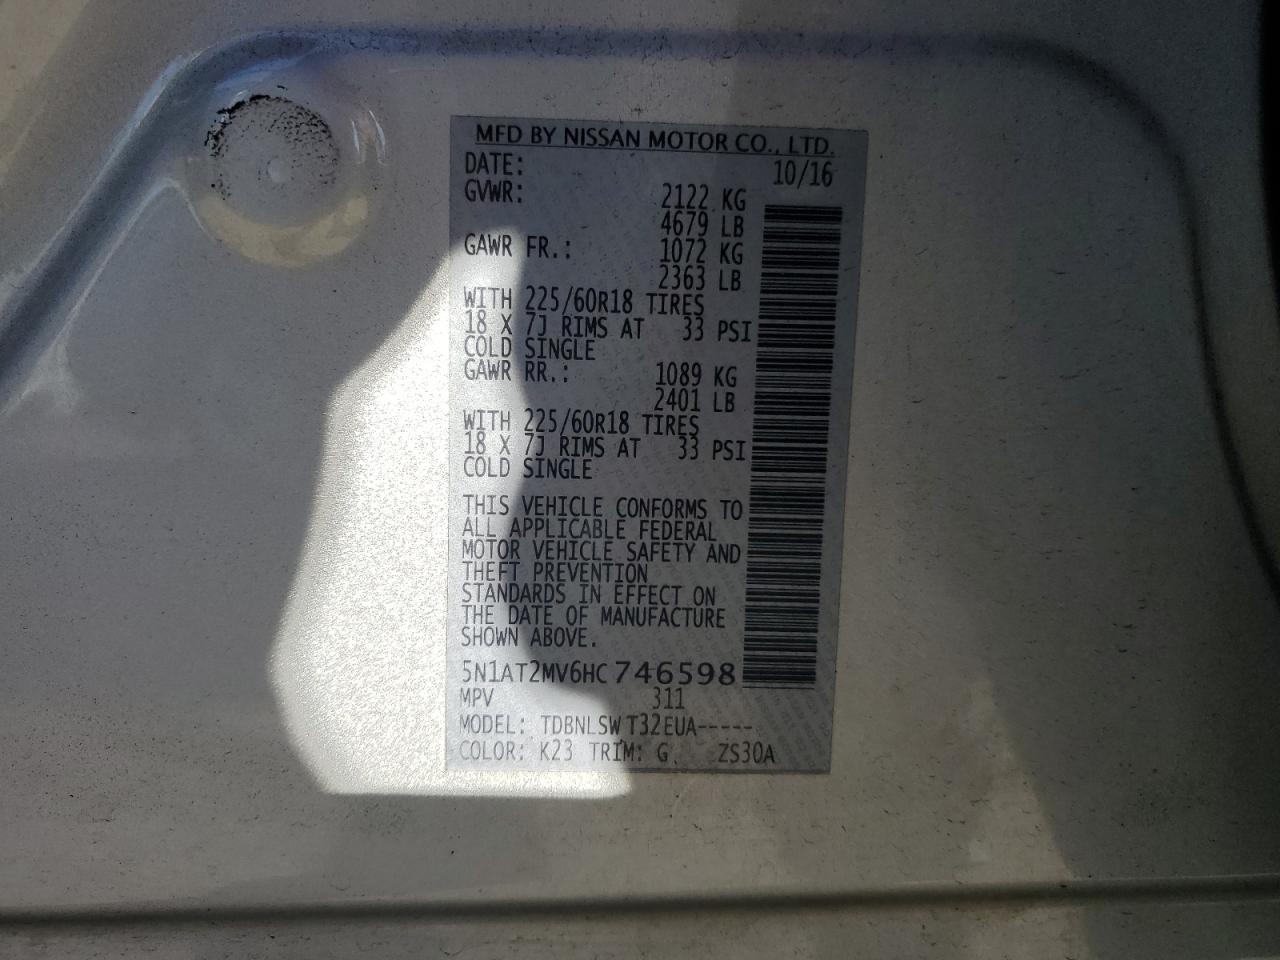 MFD BY NISSAN MOTOR CO., LTD.
DATE: 10/16
GVWR: 2122 KG
4679 LB
GAWR FR.: 1072 KG
2363 LB
WITH 225/60R18 TIRES
18 X 7J RIMS AT 33 PSI
COLD SINGLE
GAWR RR.: 1089 KG
2401 LB
WITH 225/60R18 TIRES
18 X 7J RIMS AT 33 PSI
COLD SINGLE
THIS VEHICLE CONFORMS TO
ALL APPLICABLE FEDERAL
MOTOR VEHICLE SAFETY AND
THEFT PREVENTION
STANDARDS IN EFFECT ON
THE DATE OF MANUFACTURE
SHOWN ABOVE.
5N1AT2MV6HC746598
MPV 311
MODEL: TDBNLSW T32EUA-----
COLOR: K23 TRIM: G ZS30A